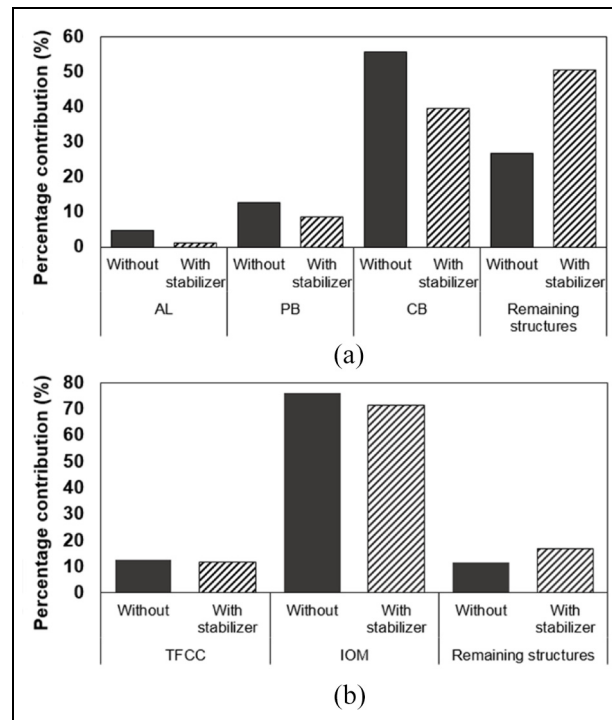 Percentage contribution (%)
60
50
40
30
20
10
0
Without With stabilizer Without With stabilizer Without With stabilizer Without With stabilizer
AL PB CB Remaining structures
(a)
Percentage contribution (%)
80
70
60
50
40
30
20
10
0
Without With stabilizer Without With stabilizer Without With stabilizer
TFCC IOM Remaining structures
(b)